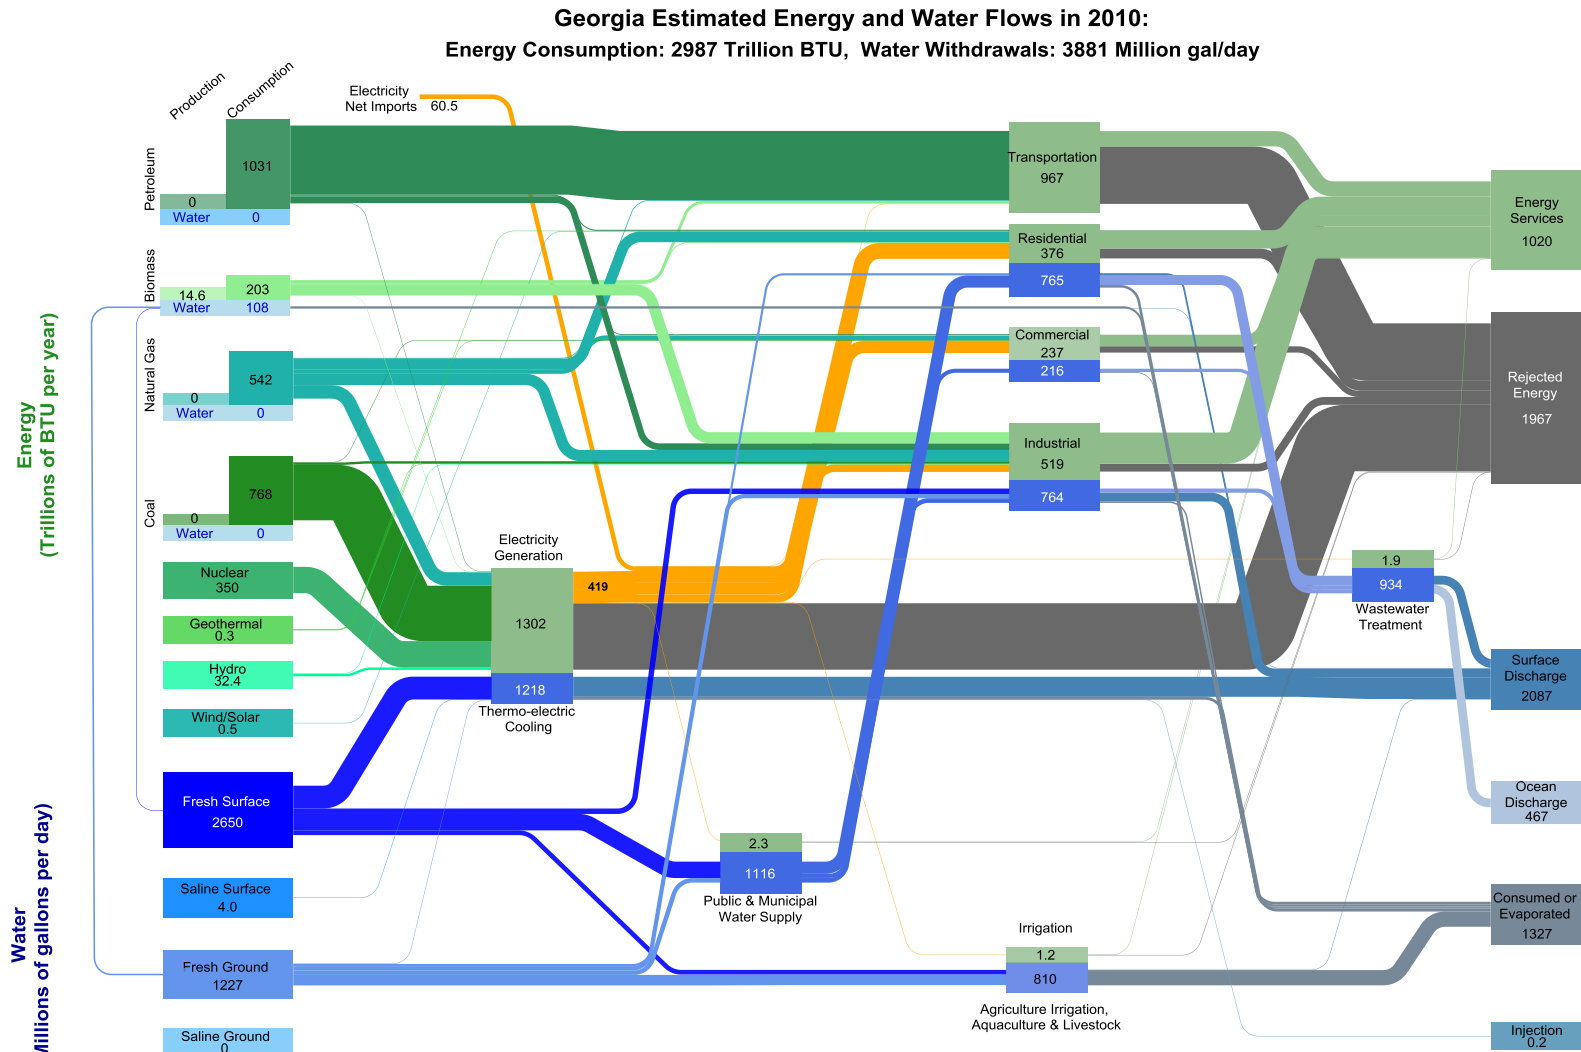 Georgia Estimated Energy and Water Flows in 2010:
Energy Consumption: 2987 Trillion BTU,  Water Withdrawals: 3881 Million gal/day
Production
Consumption
Electricity
Net Imports
60.5
Petroleum
1031
0
Water
0
Biomass
203
14.6
Water
108
Natural Gas
542
0
Water
0
Coal
768
0
Water
0
Nuclear
350
Geothermal
0.3
Hydro
32.4
Wind/Solar
0.5
Fresh Surface
2650
Saline Surface
4.0
Fresh Ground
1227
Saline Ground
0
Energy
(Trillions of BTU per year)
Water
Millions of gallons per day)
Electricity
Generation
1302
419
1218
Thermo-electric
Cooling
2.3
1116
Public & Municipal
Water Supply
Transportation
967
Residential
376
765
Commercial
237
216
Industrial
519
764
Irrigation
1.2
810
Agriculture Irrigation,
Aquaculture & Livestock
1.9
934
Wastewater
Treatment
Energy
Services
1020
Rejected
Energy
1967
Surface
Discharge
2087
Ocean
Discharge
467
Consumed or
Evaporated
1327
Injection
0.2